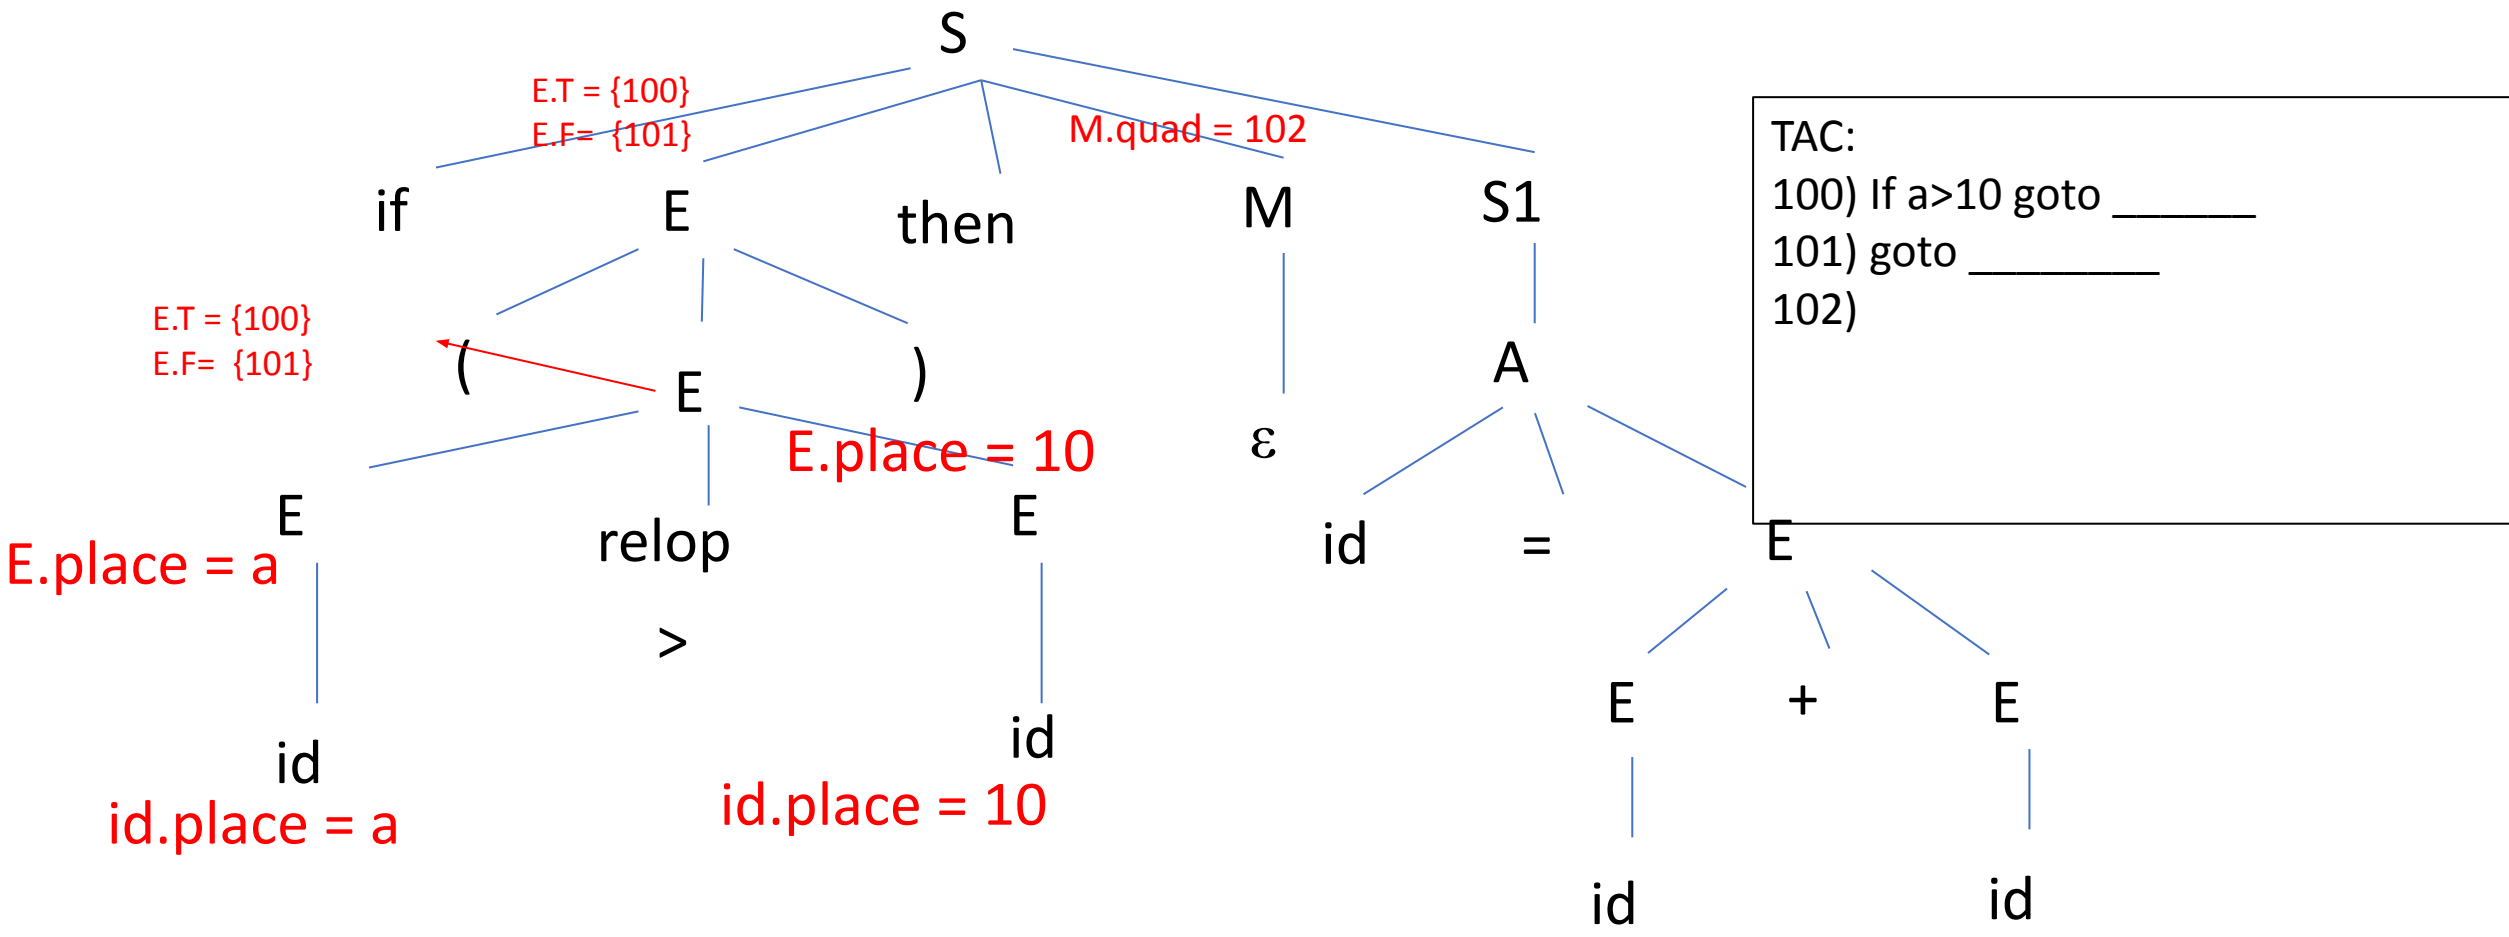 S
E.T = {100}
E.F= {101}
M.quad = 102
TAC:
100) If a>10 goto ______
101) goto ________
102)
if
E
then
M
S1
E.T = {100}
E.F= {101}
(
E
)
A
E.place = 10
ε
E
relop
E
id
=
E
E.place = a
>
E
+
E
id
id
id.place = a
id.place = 10
id
id